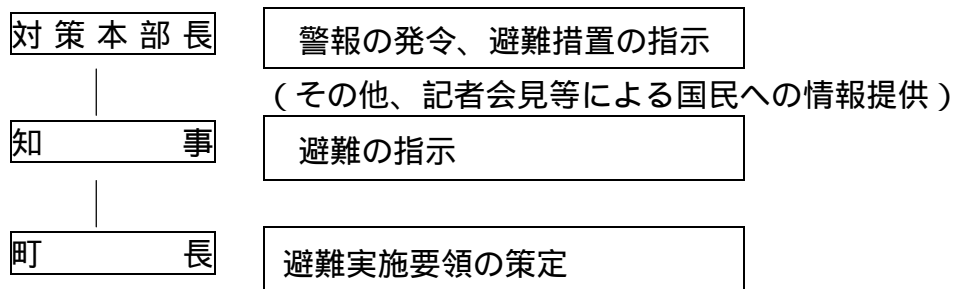 対策本部長 警報の発令、避難措置の指示
(その他、記者会見等による国民への情報提供)
知事 避難の指示
町長 避難実施要領の策定